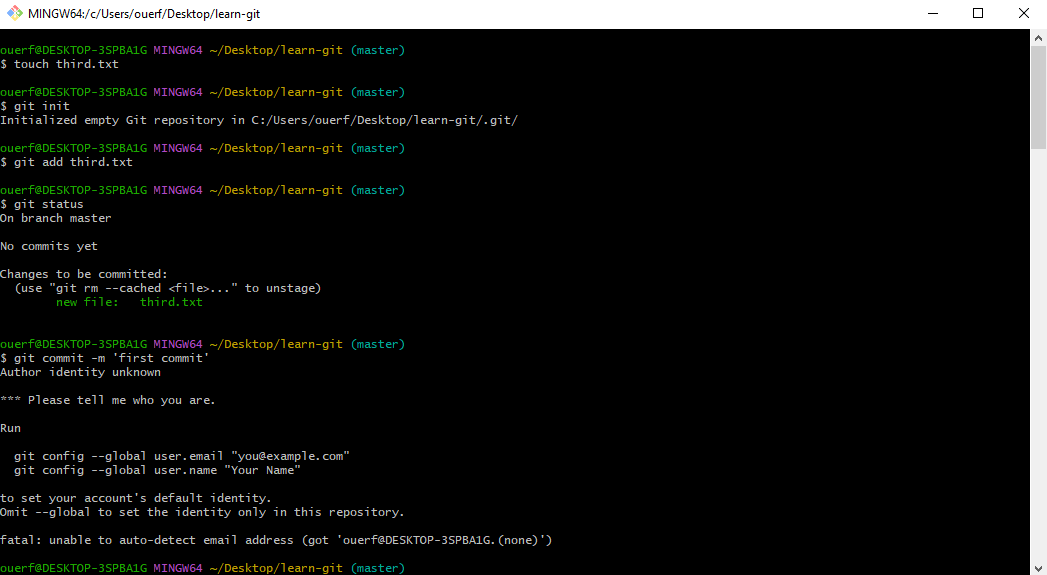 MINGW64:/c/Users/ouerf/Desktop/learn-git
ouerf@DESKTOP-3SPBA1G MINGW64 ~/Desktop/learn-git (master)
$ touch third.txt
ouerf@DESKTOP-3SPBA1G MINGW64 ~/Desktop/learn-git (master)
$ git init
Initialized empty Git repository in C:/Users/ouerf/Desktop/learn-git/.git/
ouerf@DESKTOP-3SPBA1G MINGW64 ~/Desktop/learn-git (master)
$ git add third.txt
ouerf@DESKTOP-3SPBA1G MINGW64 ~/Desktop/learn-git (master)
$ git status
On branch master
No commits yet
Changes to be committed:
  (use "git rm --cached <file>..." to unstage)
        new file:   third.txt
ouerf@DESKTOP-3SPBA1G MINGW64 ~/Desktop/learn-git (master)
$ git commit -m 'first commit'
Author identity unknown
*** Please tell me who you are.
Run
  git config --global user.email "you@example.com"
  git config --global user.name "Your Name"
to set your account's default identity.
Omit --global to set the identity only in this repository.
fatal: unable to auto-detect email address (got 'ouerf@DESKTOP-3SPBA1G.(none)')
ouerf@DESKTOP-3SPBA1G MINGW64 ~/Desktop/learn-git (master)